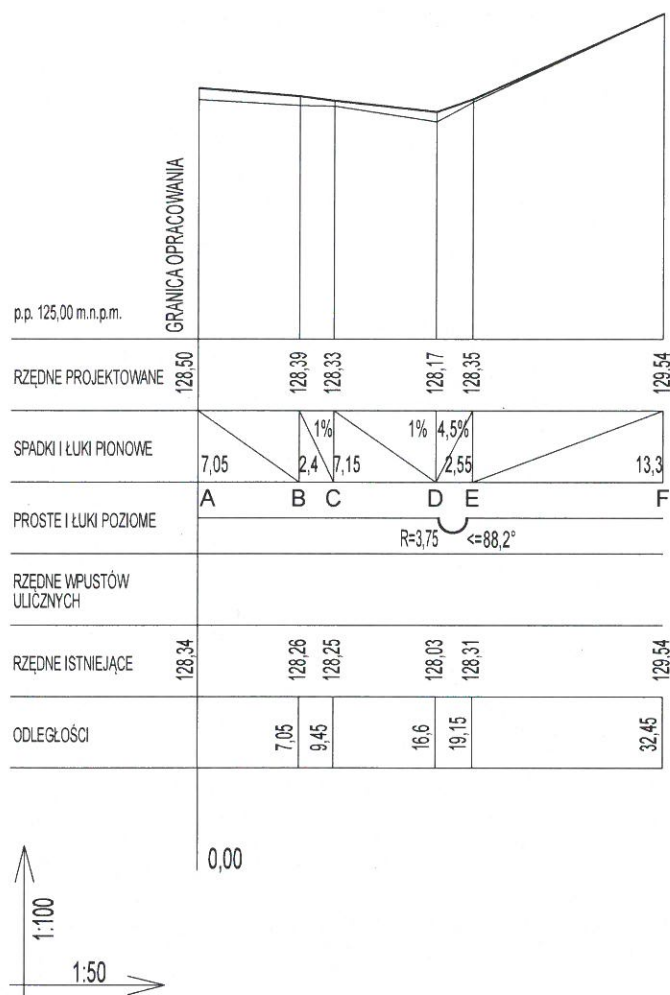 GRANICA OPRACOWANIA
p.p. 125,00 m.n.p.m.
RZĘDNE PROJEKTOWANE
128,50
128,39
128,33
128,17
128,35
129.54
SPADKI I ŁUKI PIONOWE
1% 1% 4,5%
7,05 2,4 7,15 2,55 13,3
A B C D E F
PROSTE I ŁUKI POZIOME
R=3,75 <=88,2°
RZĘDNE WPUSTÓW
ULICZNYCH
RZĘDNE ISTNIEJĄCE
128,34
128,26
128,25
128,03
128,31
129.54
ODLEGŁOŚCI
7,05
9,45
16,6
19,15
32,45
0,00
1:100
1:50